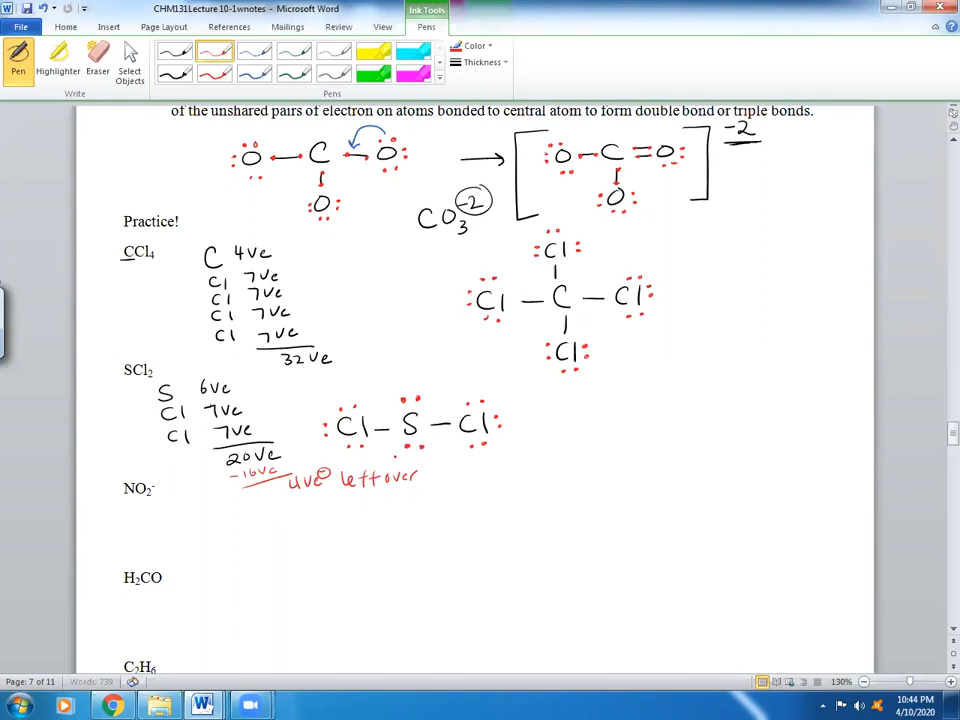 CHM131Lecture 10-1wnotes - Microsoft Word
Ink Tools
File Home Insert Page Layout References Mailings Review View Pens
Pen Highlighter Eraser Select Objects
Color
Thickness
Write Pens
of the unshared pairs of electron on atoms bonded to central atom to form double bond or triple bonds.
O — C — O → [ O — C = O ] -2
O O
CO₃⁻²
Practice!
CCl₄ C 4ve
Cl 7ve
Cl 7ve
Cl 7ve
Cl 7ve
32ve
Cl
Cl — C — Cl
Cl
SCl₂
S 6ve
Cl 7ve
Cl 7ve
20ve
-16ve
4ve⊖ leftover
Cl — S — Cl
NO₂⁻
H₂CO
C₂H₆
Page: 7 of 11 Words: 739 130%
10:44 PM
4/10/2020